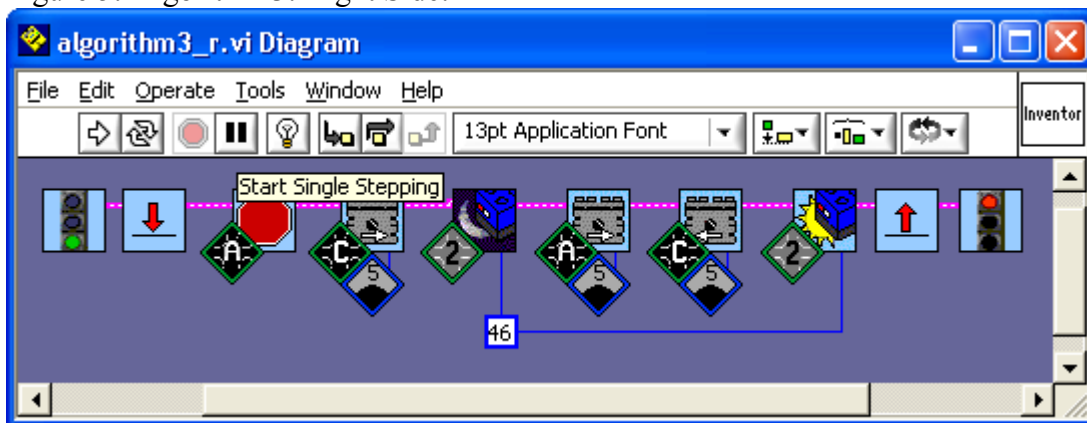 algorithm3_r.vi Diagram
File Edit Operate Tools Window Help
Inventor
13pt Application Font
Start Single Stepping
A C 2 A C 2
5 5 5
46